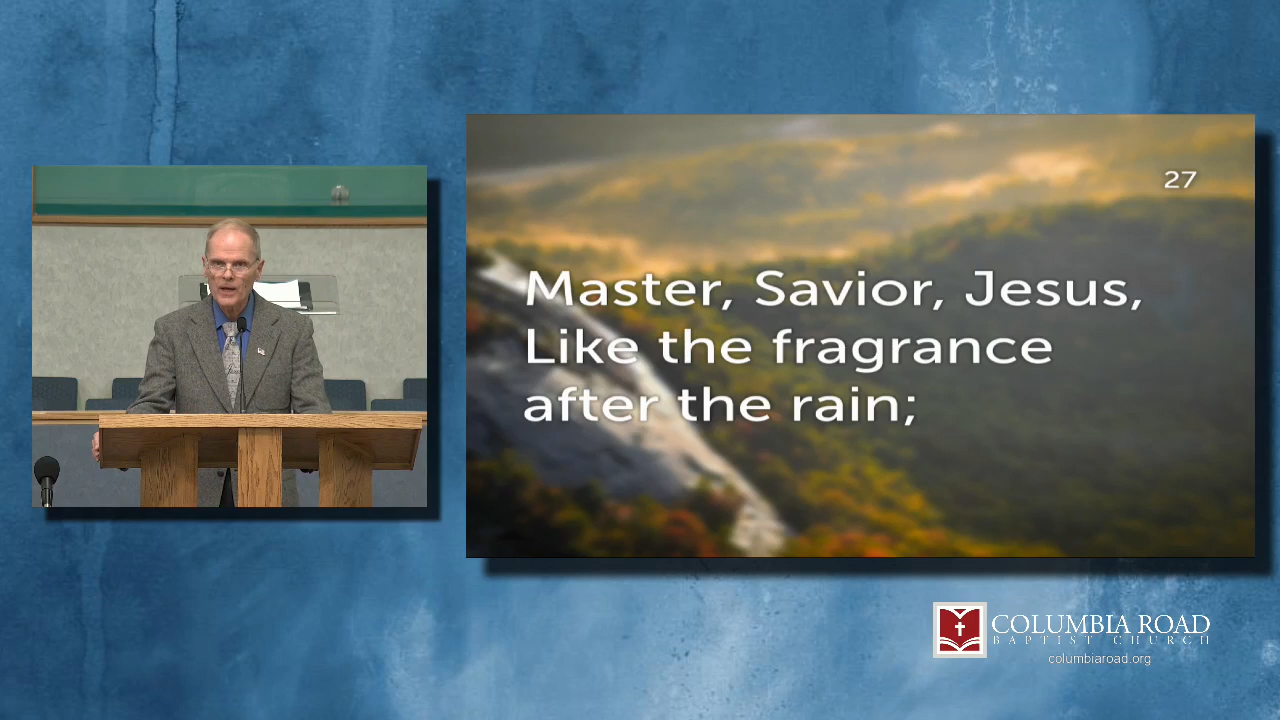 27
Master, Savior, Jesus,
Like the fragrance
after the rain;
COLUMBIA ROAD
BAPTIST CHURCH
columbiaroad.org